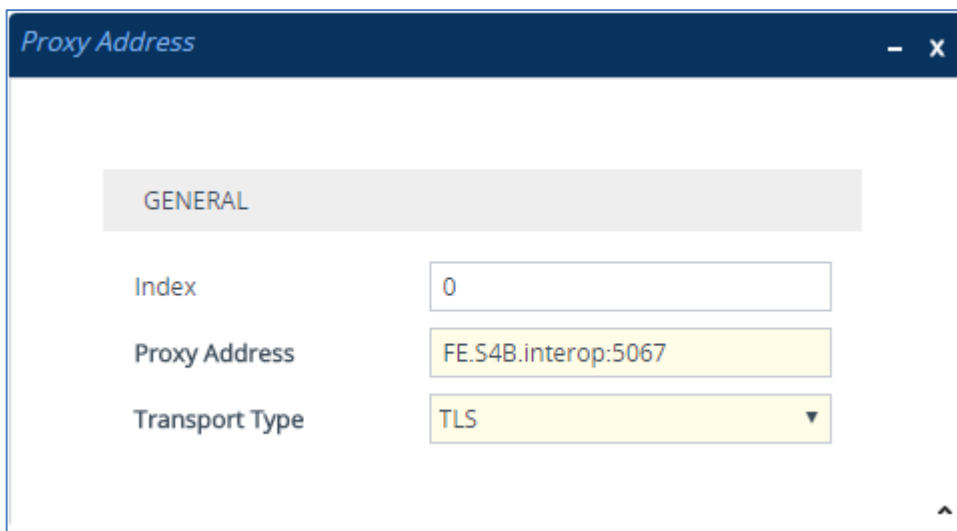 Proxy Address
– x
GENERAL
Index 0
Proxy Address FE.S4B.interop:5067
Transport Type TLS